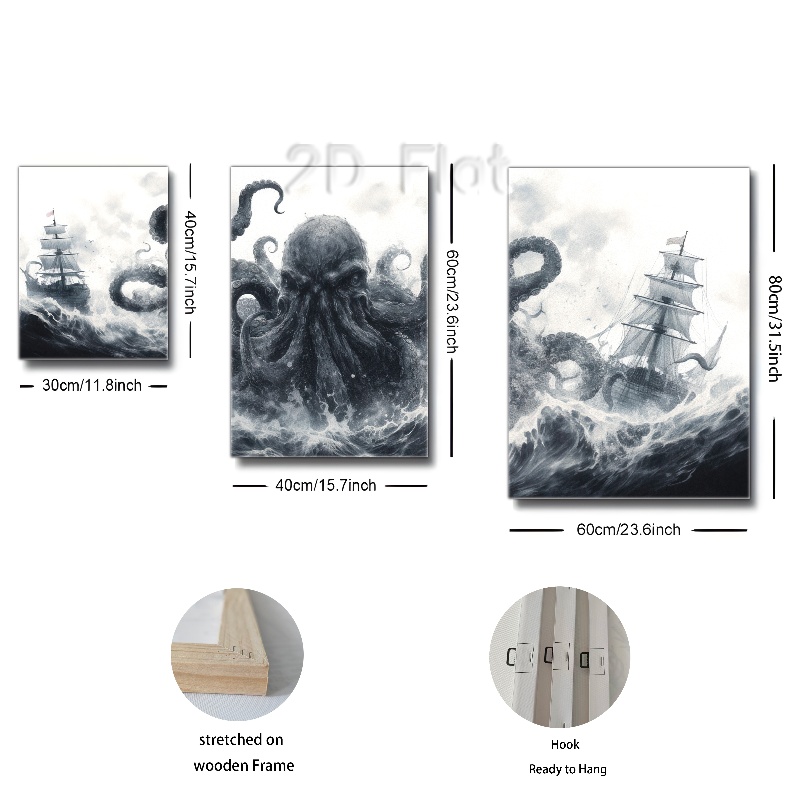 2D Flat
40cm/15.7inch
30cm/11.8inch
60cm/23.6inch
40cm/15.7inch
80cm/31.5inch
60cm/23.6inch
stretched on
wooden Frame
Hook
Ready to Hang